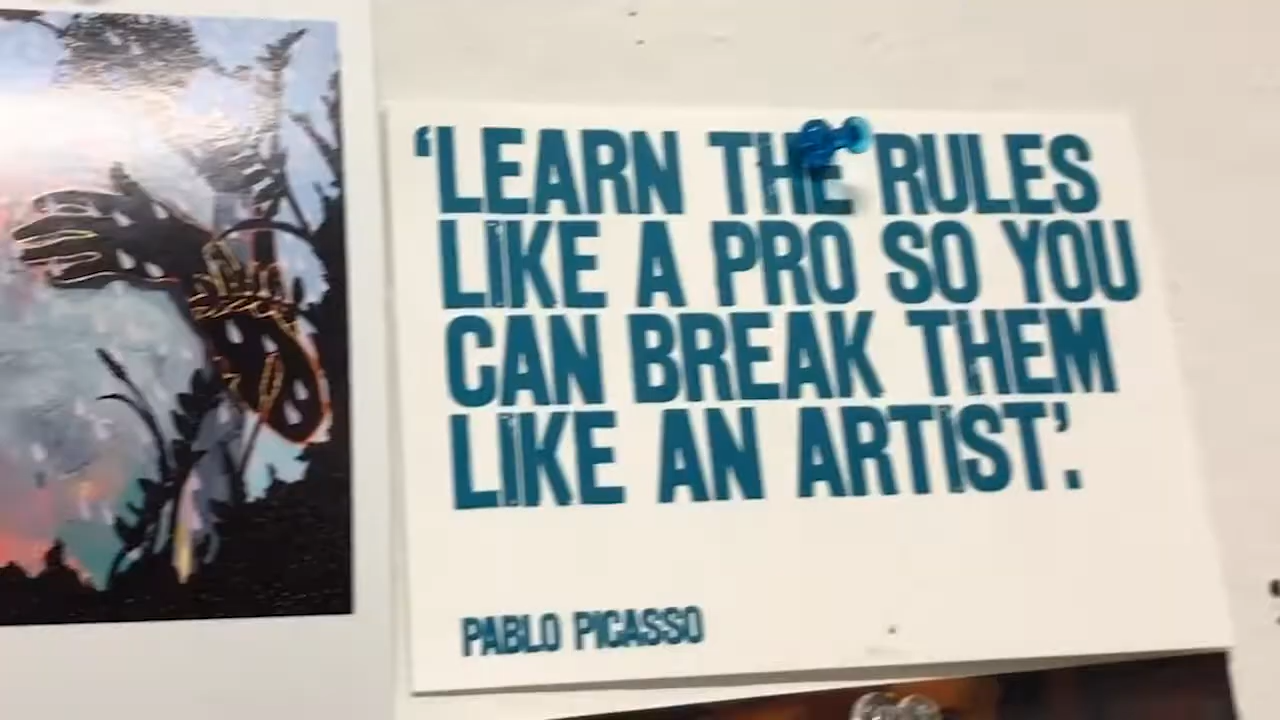 ‘LEARN THE RULES
LIKE A PRO SO YOU
CAN BREAK THEM
LIKE AN ARTIST’.
PABLO PICASSO